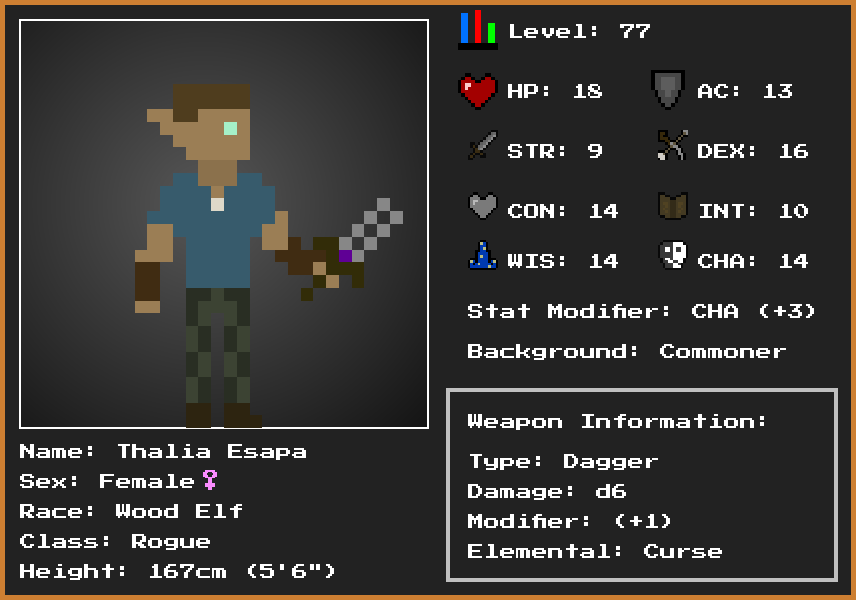 Level: 77
HP: 18 AC: 13
STR: 9 DEX: 16
CON: 14 INT: 10
WIS: 14 CHA: 14
Stat Modifier: CHA (+3)
Background: Commoner
Weapon Information:
Type: Dagger
Damage: d6
Modifier: (+1)
Elemental: Curse
Name: Thalia Esapa
Sex: Female♀
Race: Wood Elf
Class: Rogue
Height: 167cm (5'6")